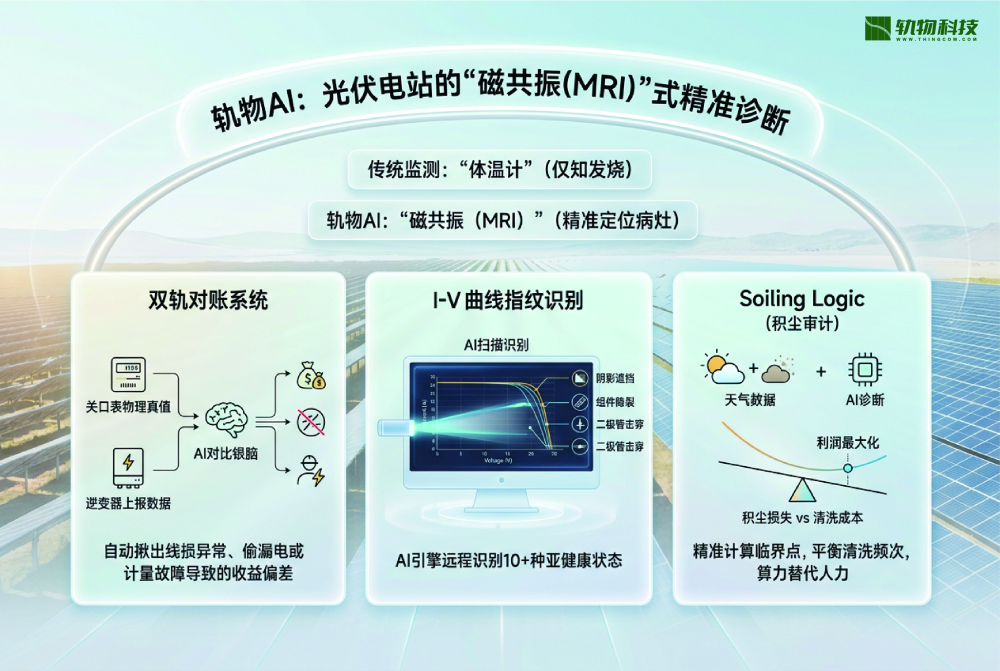 轨物科技
WWW.THINGCOM.COM
轨物AI：光伏电站的“磁共振(MRI)”式精准诊断
传统监测：“体温计”（仅知发烧）
轨物AI：“磁共振（MRI）”（精准定位病灶）
双轨对账系统
关口表物理真值
AI对比银脑
逆变器上报数据
自动揪出线损异常、偷漏电或
计量故障导致的收益偏差
I-V 曲线指纹识别
AI扫描识别
阴影遮挡
组件隐裂
二极管击穿
二极管击穿
0 5 10 15 20 25 30
Voltage (V)
AI引擎远程识别10+种亚健康状态
Soiling Logic
（积尘审计）
+
+
天气数据
AI诊断
利润最大化
积尘损失 vs 清洗成本
精准计算临界点，平衡清洗频次，
算力替代人力